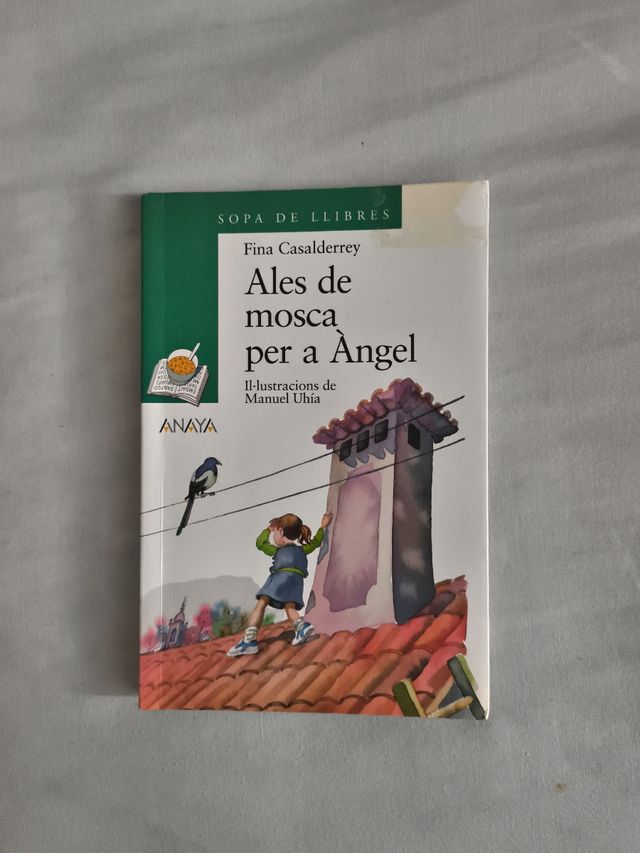 SOPA DE LLIBRES
Fina Casalderrey
Ales de
mosca
per a Àngel
Il·lustracions de
Manuel Uhía
ANAYA